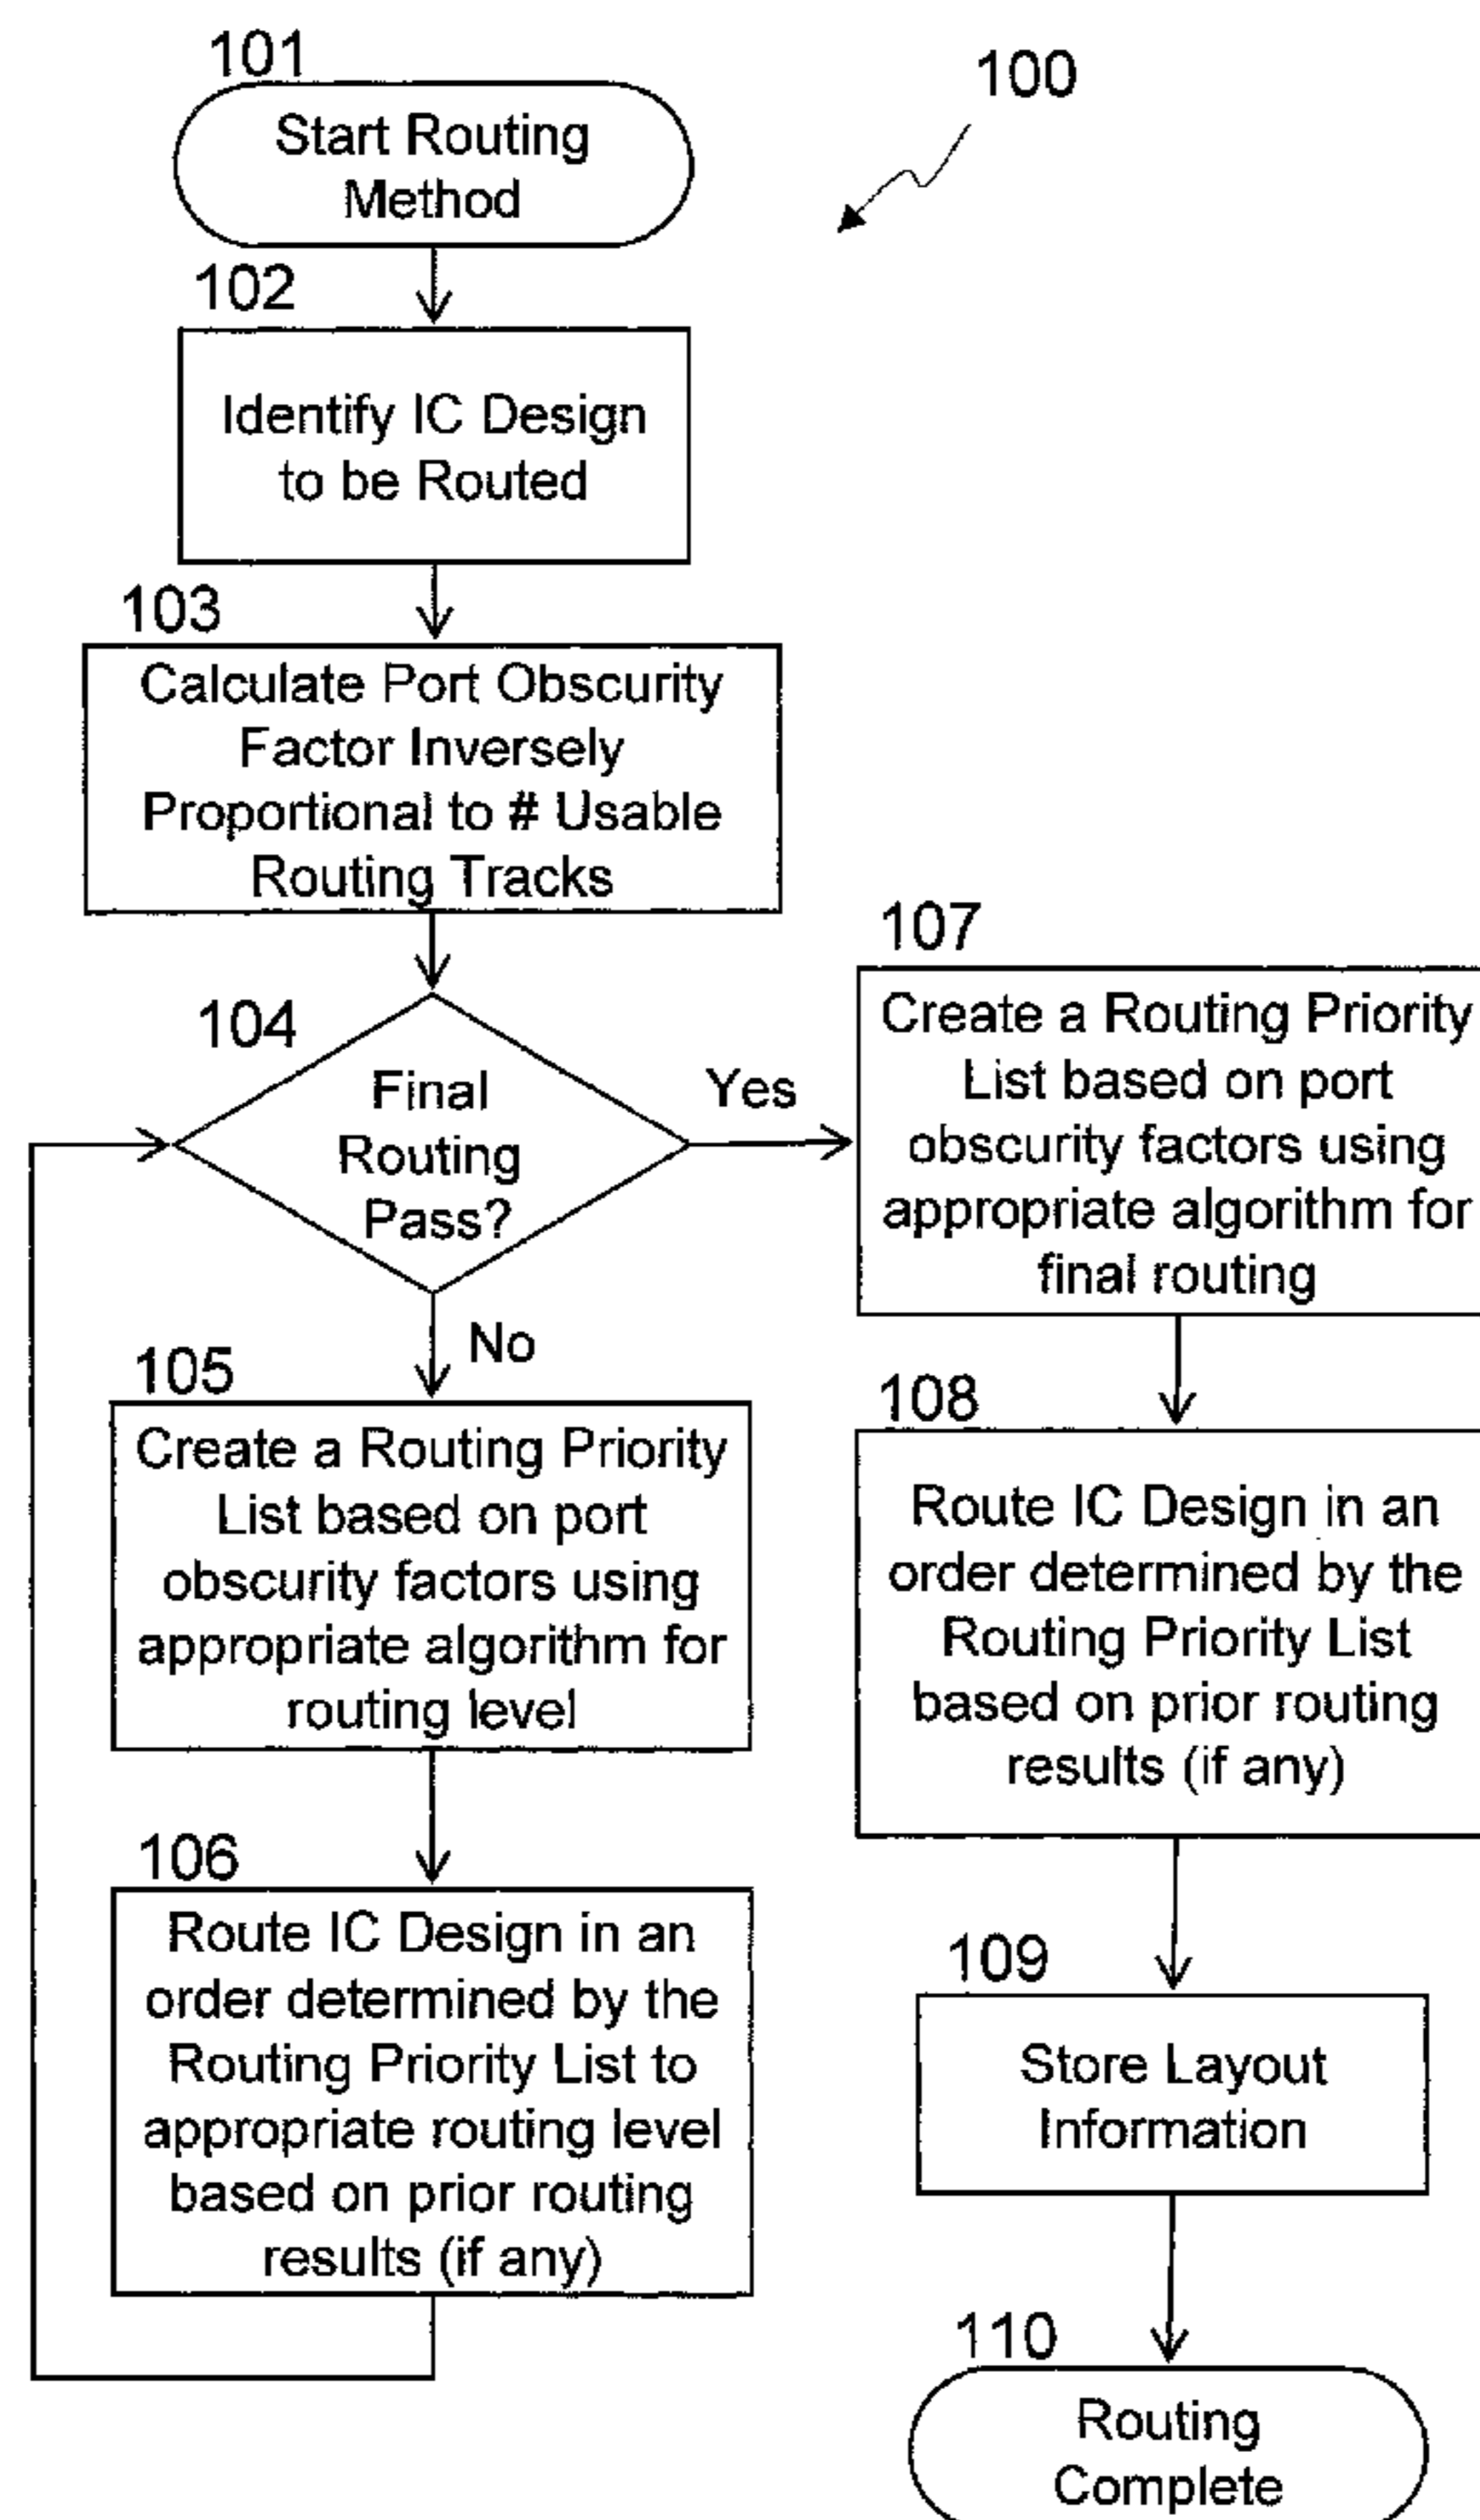 101
Start Routing
Method
100
102
Identify IC Design
to be Routed
103
Calculate Port Obscurity
Factor Inversely
Proportional to # Usable
Routing Tracks
104
Final
Routing
Pass?
Yes
No
105
Create a Routing Priority
List based on port
obscurity factors using
appropriate algorithm for
routing level
106
Route IC Design in an
order determined by the
Routing Priority List to
appropriate routing level
based on prior routing
results (if any)
107
Create a Routing Priority
List based on port
obscurity factors using
appropriate algorithm for
final routing
108
Route IC Design in an
order determined by the
Routing Priority List
based on prior routing
results (if any)
109
Store Layout
Information
110
Routing
Complete